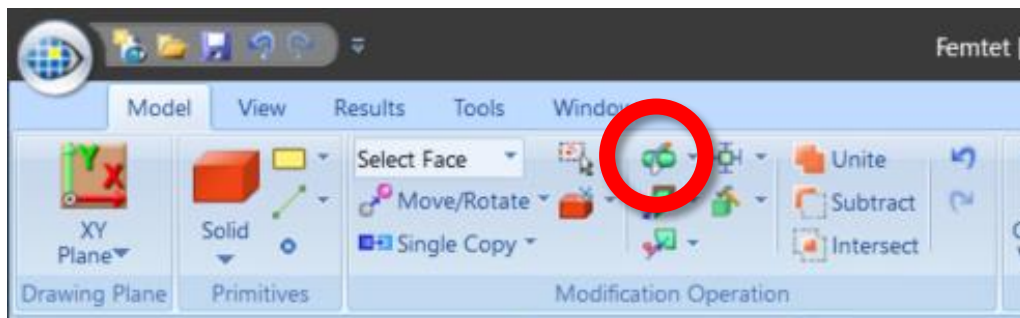 Femtet
Model View Results Tools Window
Select Face Unite
Move/Rotate Subtract
XY Plane Solid Single Copy Intersect
Drawing Plane Primitives Modification Operation